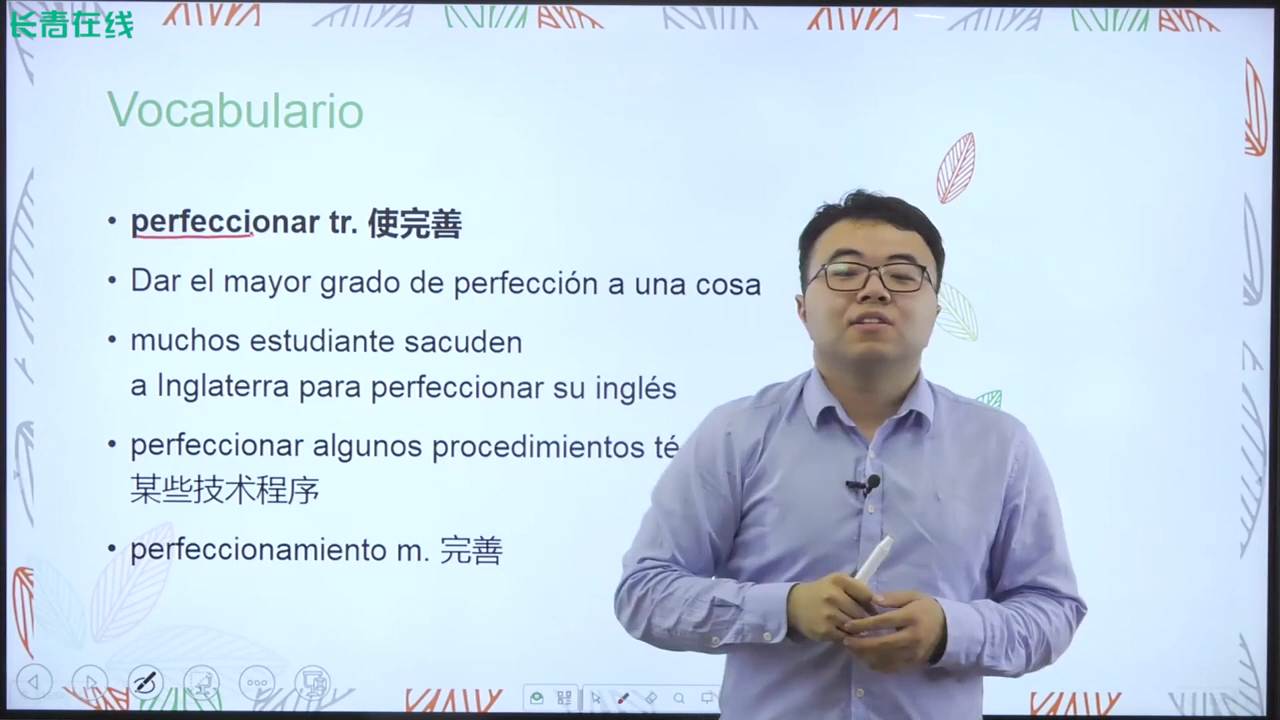 长青在线
Vocabulario
• perfeccionar tr. 使完善
• Dar el mayor grado de perfección a una cosa
• muchos estudiante sacuden
a Inglaterra para perfeccionar su inglés
• perfeccionar algunos procedimientos té
某些技术程序
• perfeccionamiento m. 完善